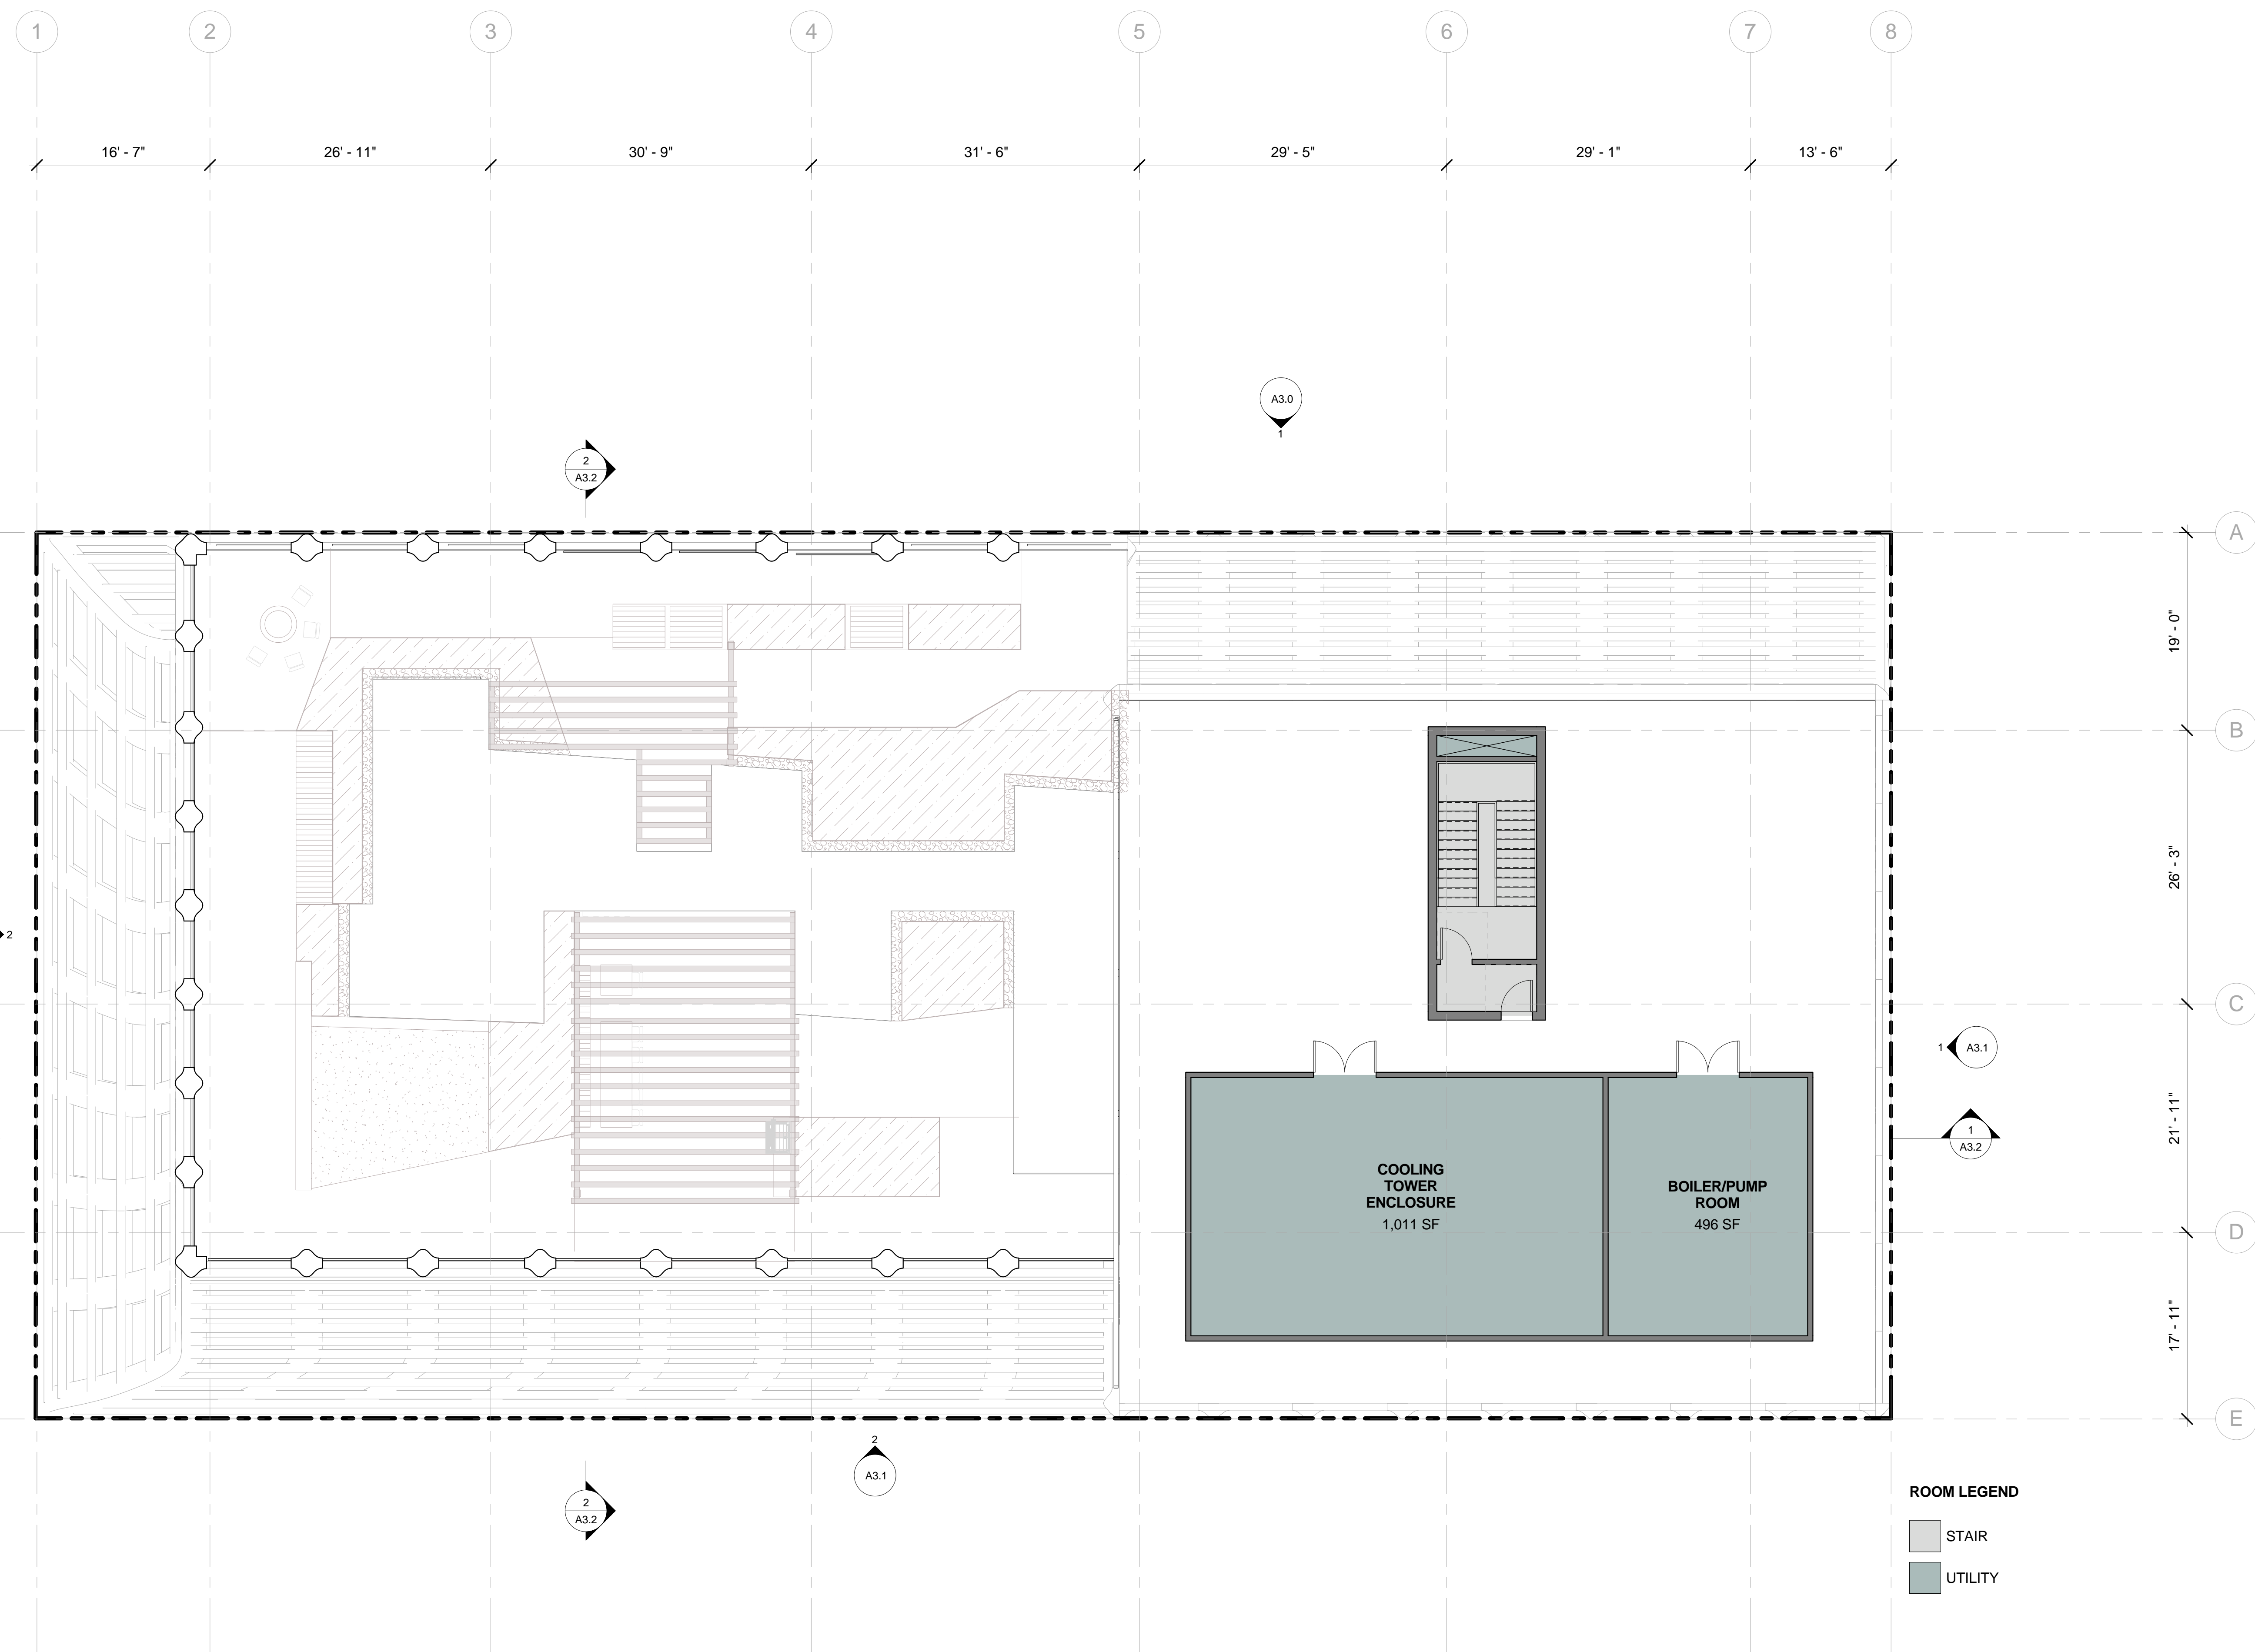 1
2
3
4
5
6
7
8
16' - 7"
26' - 11"
30' - 9"
31' - 6"
29' - 5"
29' - 1"
13' - 6"
A3.0
1
2
A3.2
A
19' - 0"
B
26' - 3"
2
C
1
A3.1
21' - 11"
1
A3.2
COOLING
TOWER
ENCLOSURE
1,011 SF
BOILER/PUMP
ROOM
496 SF
D
17' - 11"
E
2
A3.1
2
A3.2
ROOM LEGEND
STAIR
UTILITY